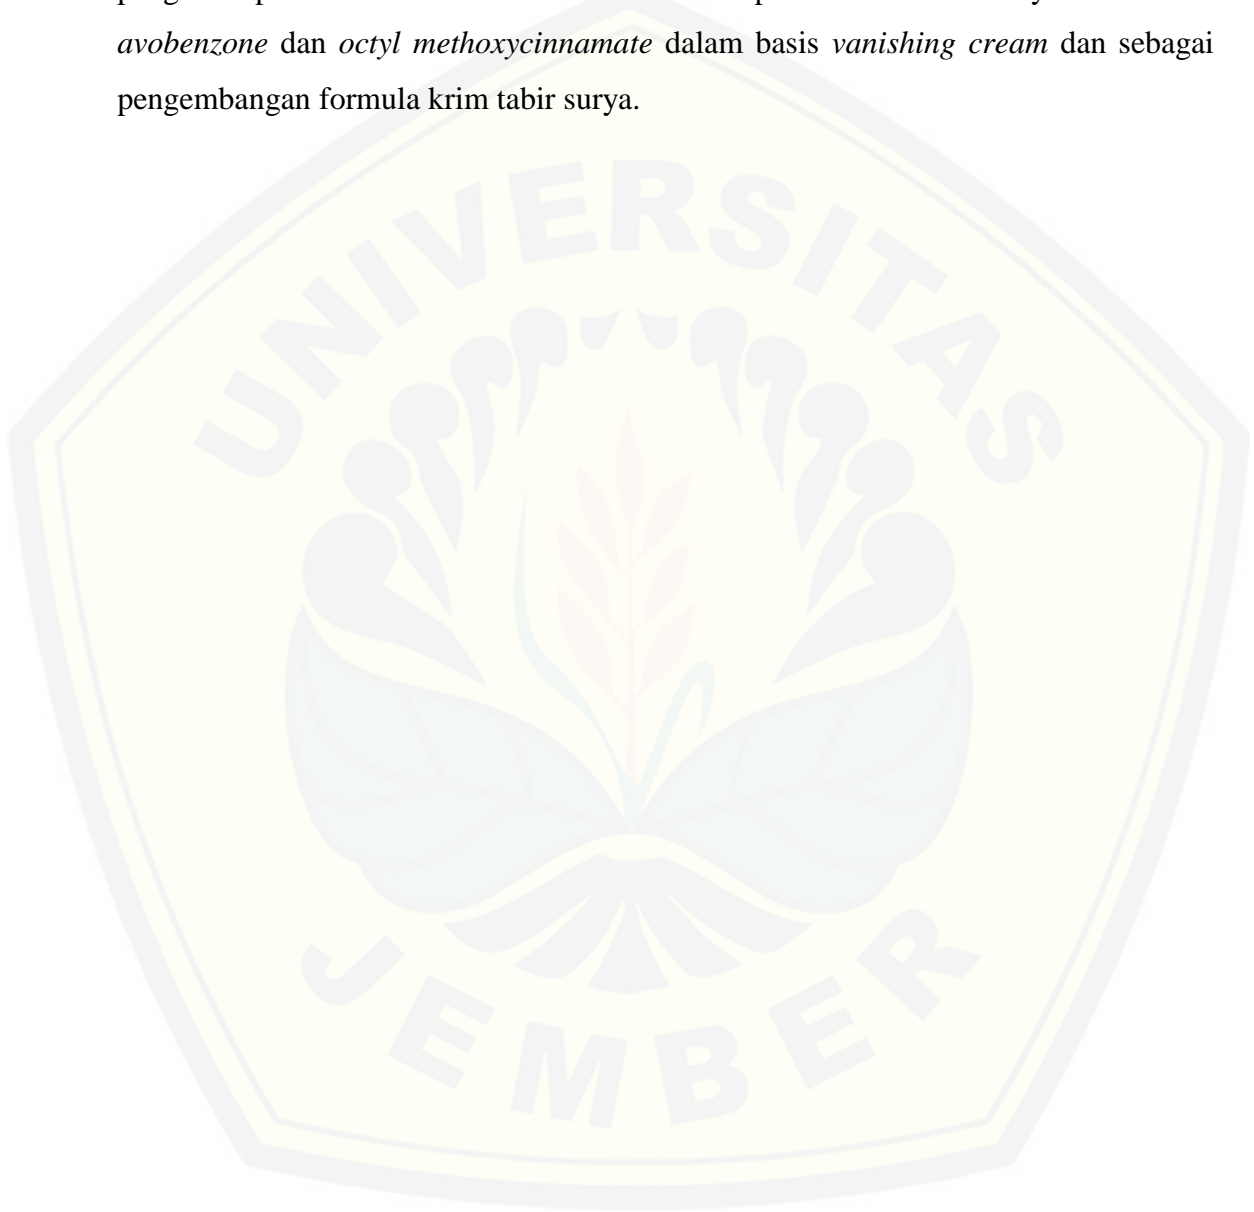 avobenzone dan octyl methoxycinnamate dalam basis vanishing cream dan sebagai
pengembangan formula krim tabir surya.
UNIVERSITAS
JEMBER